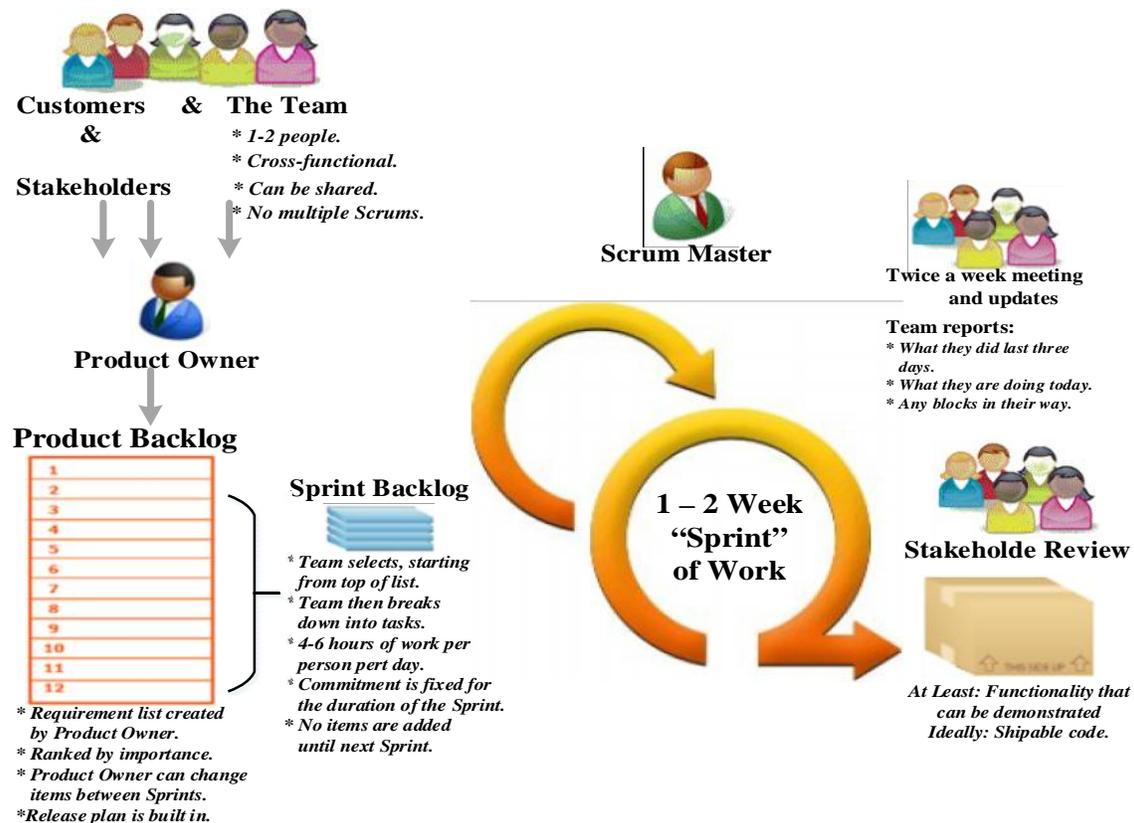 Customers & The Team
&
Stakeholders
* 1-2 people.
* Cross-functional.
* Can be shared.
* No multiple Scrums.
Product Owner
Product Backlog
1
2
3
4
5
6
7
8
9
10
11
12
* Requirement list created
by Product Owner.
* Ranked by importance.
* Product Owner can change
items between Sprints.
*Release plan is built in.
Sprint Backlog
* Team selects, starting
from top of list.
* Team then breaks
down into tasks.
* 4-6 hours of work per
person pert day.
* Commitment is fixed for
the duration of the Sprint.
* No items are added
until next Sprint.
Scrum Master
1 – 2 Week
“Sprint”
of Work
Twice a week meeting
and updates
Team reports:
* What they did last three
days.
* What they are doing today.
* Any blocks in their way.
Stakeholde Review
THIS SIDE UP
At Least: Functionality that
can be demonstrated
Ideally: Shipable code.